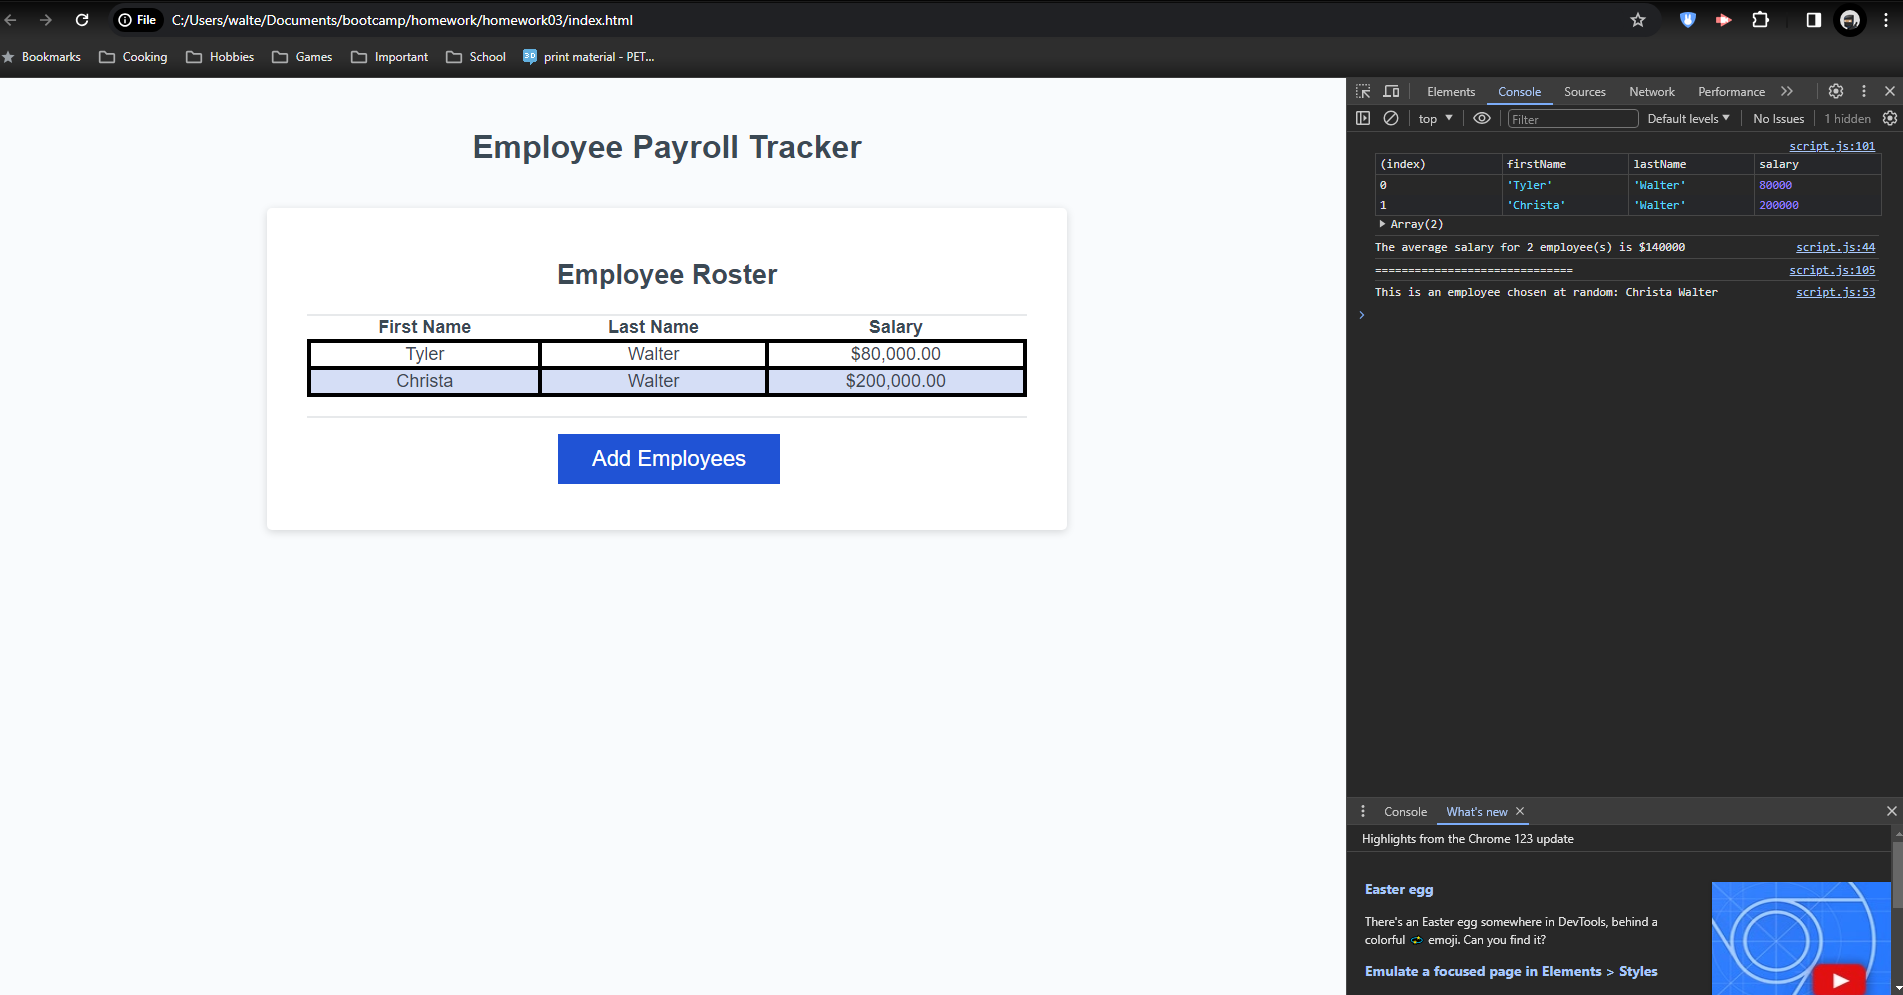 File C:/Users/walte/Documents/bootcamp/homework/homework03/index.html
Bookmarks Cooking Hobbies Games Important School 3D print material - PET...
Employee Payroll Tracker
Employee Roster
First Name Last Name Salary
Tyler Walter $80,000.00
Christa Walter $200,000.00
Add Employees
Elements Console Sources Network Performance
top Filter Default levels No Issues 1 hidden
script.js:101
(index) firstName lastName salary
0 'Tyler' 'Walter' 80000
1 'Christa' 'Walter' 200000
Array(2)
The average salary for 2 employee(s) is $140000 script.js:44
============================== script.js:105
This is an employee chosen at random: Christa Walter script.js:53
Console What's new
Highlights from the Chrome 123 update
Easter egg
There's an Easter egg somewhere in DevTools, behind a
colorful emoji. Can you find it?
Emulate a focused page in Elements > Styles